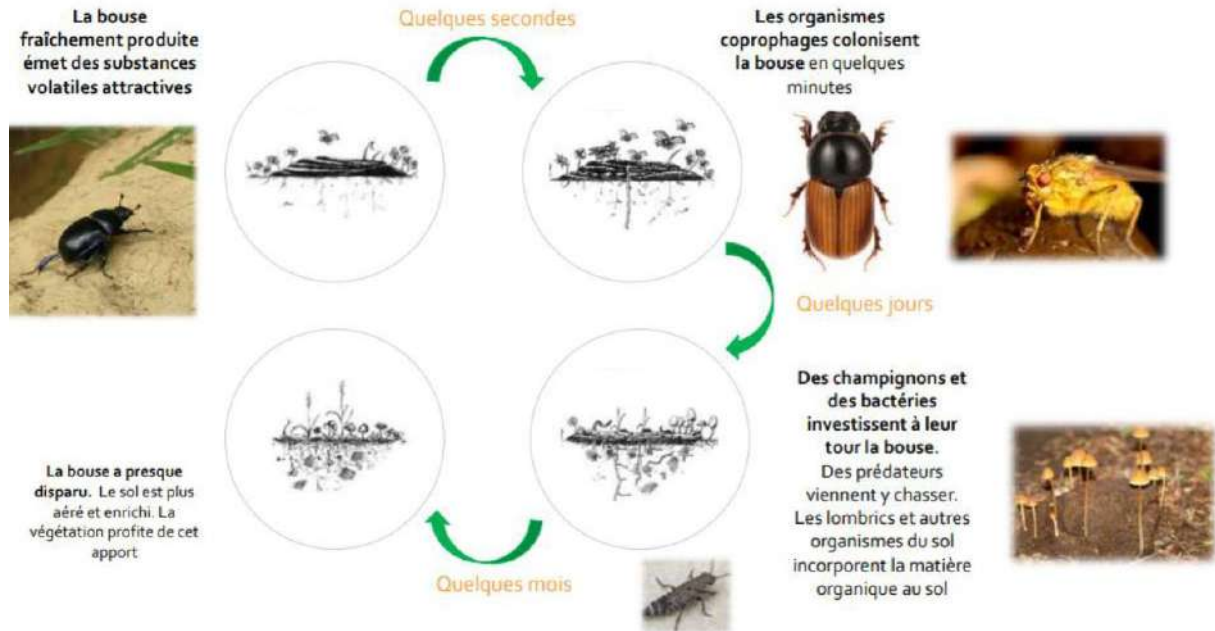 La bouse
fraîchement produite
émet des substances
volatiles attractives
Quelques secondes
Les organismes
coprophages colonisent
la bouse en quelques
minutes
Quelques jours
Des champignons et
des bactéries
investissent à leur
tour la bouse.
Des prédateurs
viennent y chasser.
Les lombrics et autres
organismes du sol
incorporent la matière
organique au sol
Quelques mois
La bouse a presque
disparu. Le sol est plus
aéré et enrichi. La
végétation profite de cet
apport